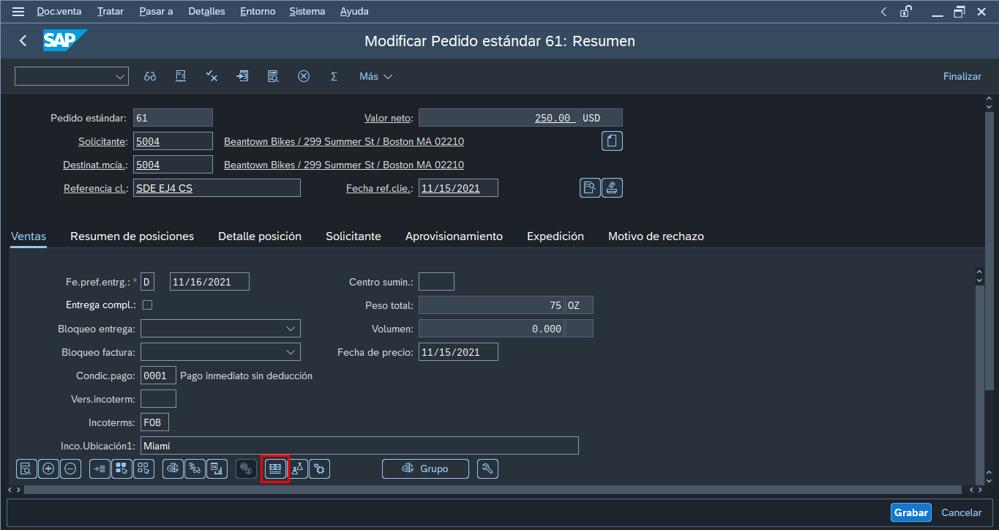 Doc.venta Tratar Pasar a Detalles Entorno Sistema Ayuda
SAP Modificar Pedido estándar 61: Resumen
Más Finalizar
Pedido estándar: 61 Valor neto: 250.00 USD
Solicitante: 5004 Beantown Bikes / 299 Summer St / Boston MA 02210
Destinat.mcía.: 5004 Beantown Bikes / 299 Summer St / Boston MA 02210
Referencia cl.: SDE EJ4 CS Fecha ref.clie.: 11/15/2021
Ventas Resumen de posiciones Detalle posición Solicitante Aprovisionamiento Expedición Motivo de rechazo
Fe.pref.entrg.: * D 11/16/2021 Centro sumin.:
Entrega compl.: Peso total: 75 OZ
Bloqueo entrega: Volumen: 0.000
Bloqueo factura: Fecha de precio: 11/15/2021
Condic.pago: 0001 Pago inmediato sin deducción
Vers.incoterm:
Incoterms: FOB
Inco.Ubicación1: Miami
Grupo
Grabar Cancelar